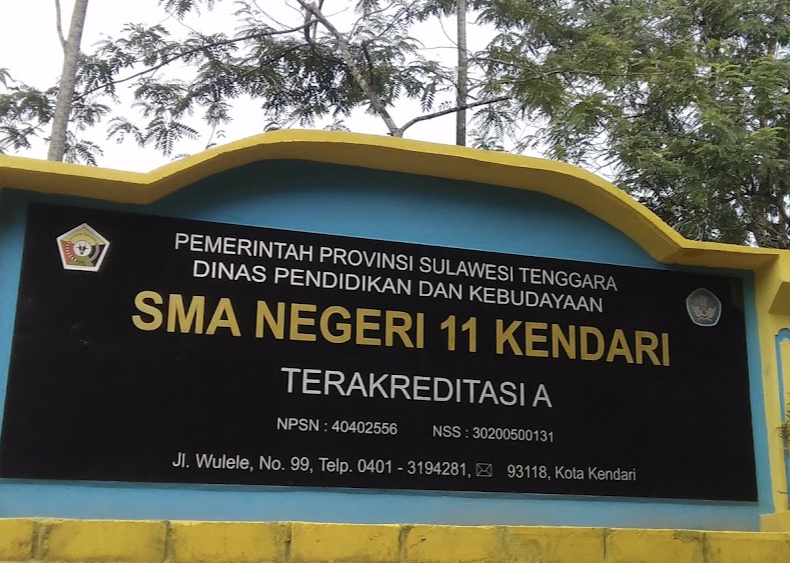 PEMERINTAH PROVINSI SULAWESI TENGGARA
DINAS PENDIDIKAN DAN KEBUDAYAAN
SMA NEGERI 11 KENDARI
TERAKREDITASI A
NPSN : 40402556 NSS : 30200500131
Jl. Wulele, No. 99, Telp. 0401 - 3194281, 93118, Kota Kendari